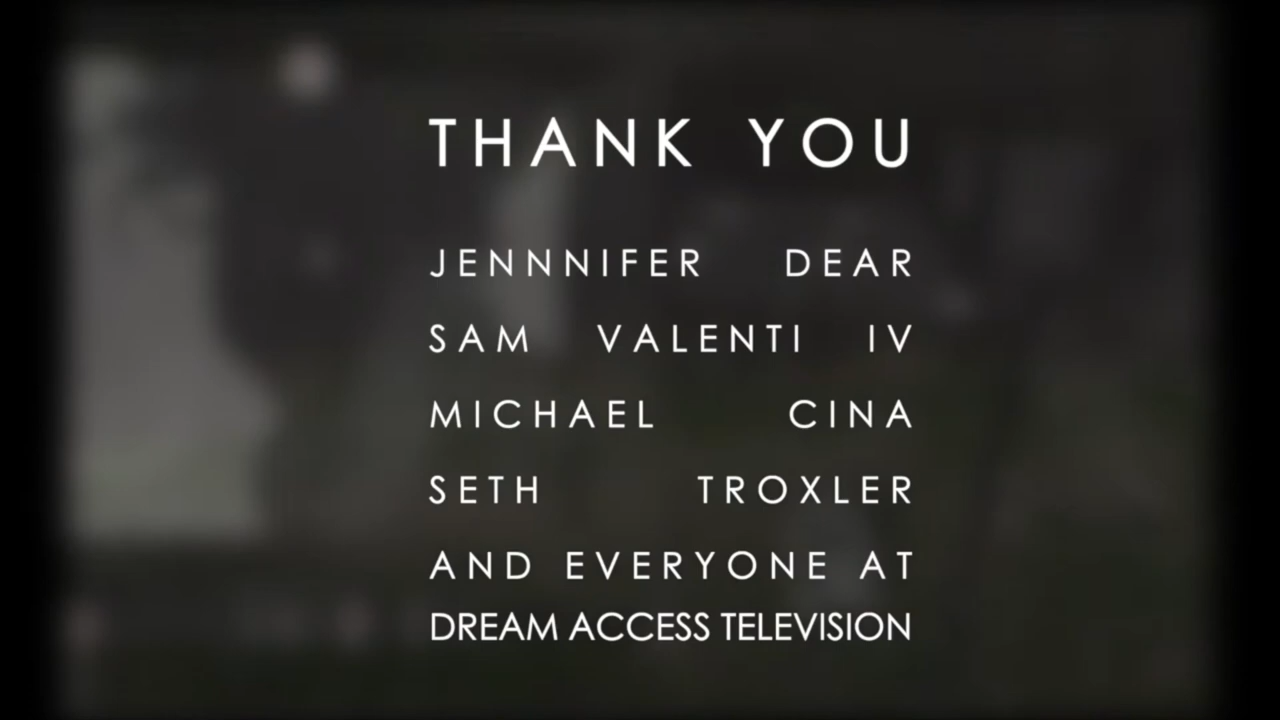 THANK YOU
JENNNIFER DEAR
SAM VALENTI IV
MICHAEL CINA
SETH TROXLER
AND EVERYONE AT
DREAM ACCESS TELEVISION